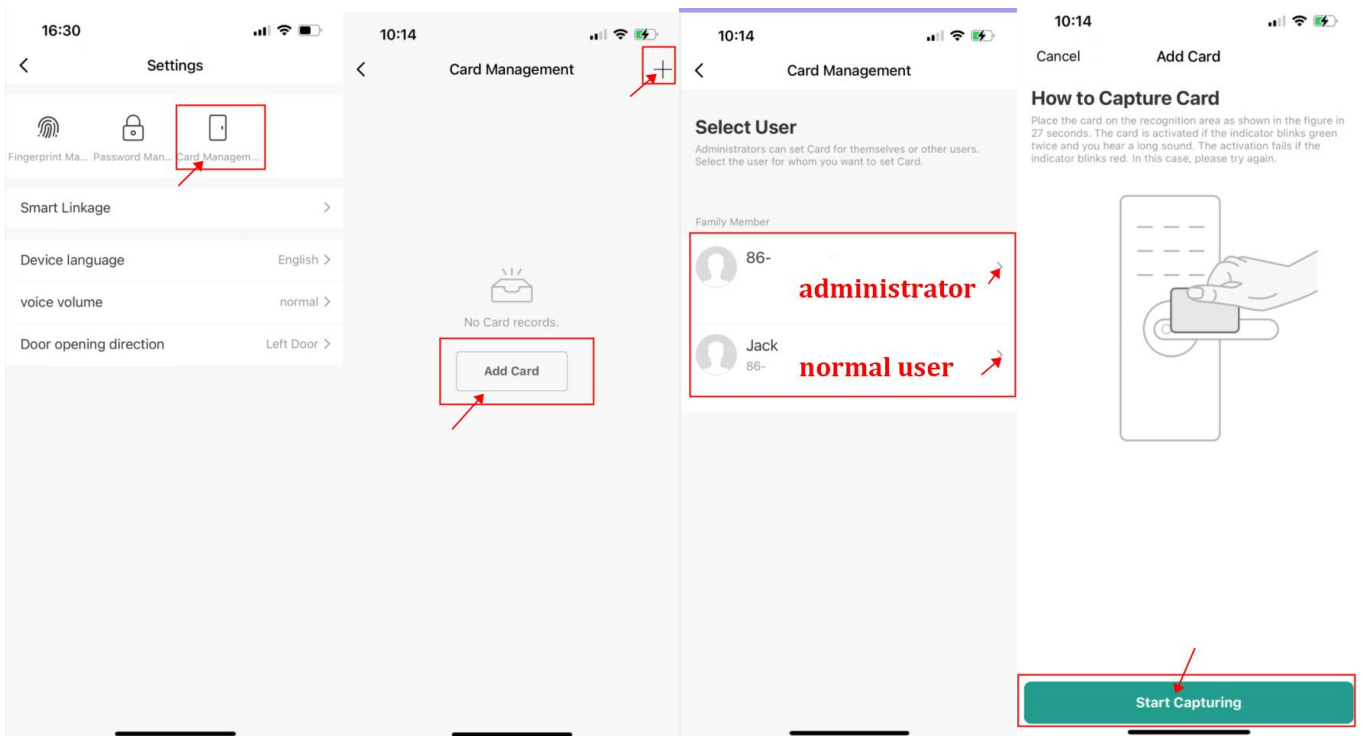 16:30
Settings
Fingerprint Ma... Password Man... Card Managem...
Smart Linkage
Device language English
voice volume normal
Door opening direction Left Door
10:14
Card Management
No Card records.
Add Card
10:14
Card Management
Select User
Administrators can set Card for themselves or other users.
Select the user for whom you want to set Card.
Family Member
86-
administrator
Jack
86-
normal user
10:14
Cancel Add Card
How to Capture Card
Place the card on the recognition area as shown in the figure in
27 seconds. The card is activated if the indicator blinks green
twice and you hear a long sound. The activation fails if the
indicator blinks red. In this case, please try again.
Start Capturing